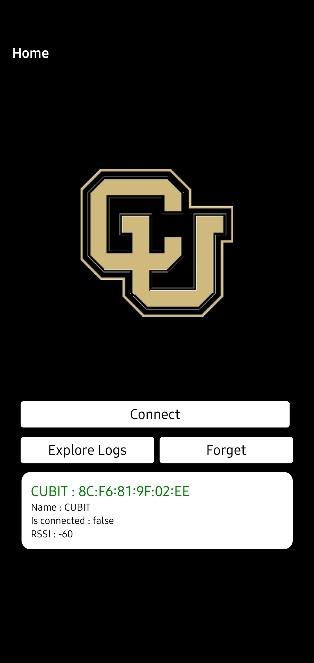 Home
CU
Connect
Explore Logs
Forget
CUBIT : 8C:F6:81:9F:02:EE
Name : CUBIT
Is connected : false
RSSI : -60